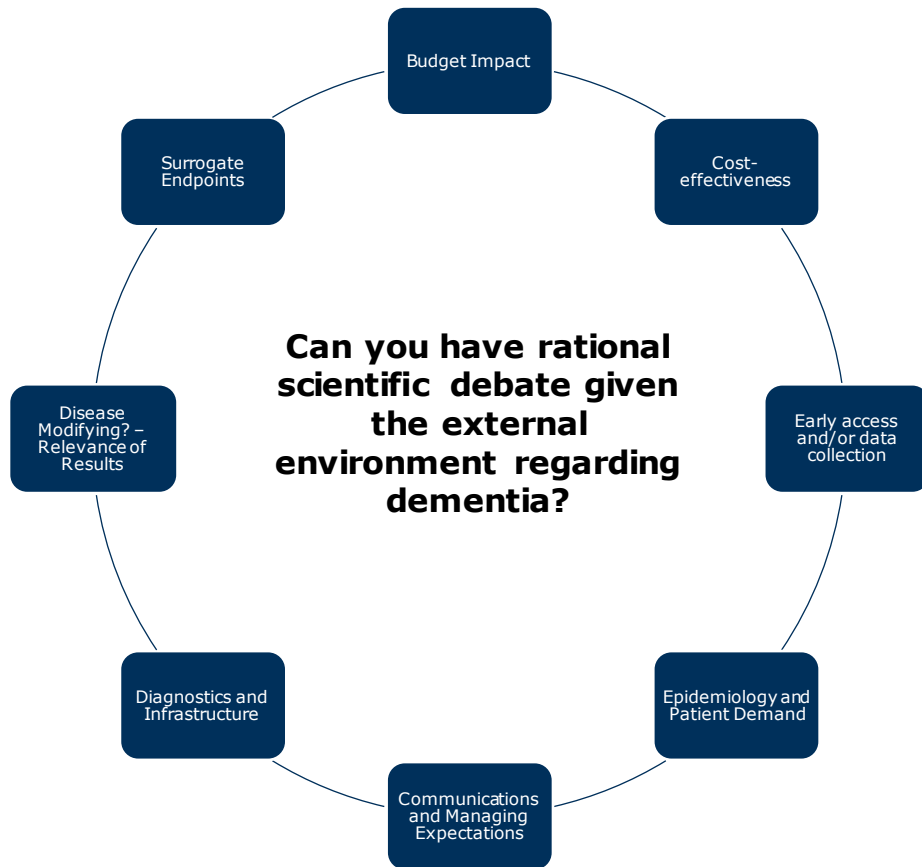 Budget Impact
Cost-
effectiveness
Early access
and/or data
collection
Epidemiology and
Patient Demand
Communications
and Managing
Expectations
Diagnostics and
Infrastructure
Disease
Modifying? –
Relevance of
Results
Surrogate
Endpoints
Can you have rational
scientific debate given
the external
environment regarding
dementia?